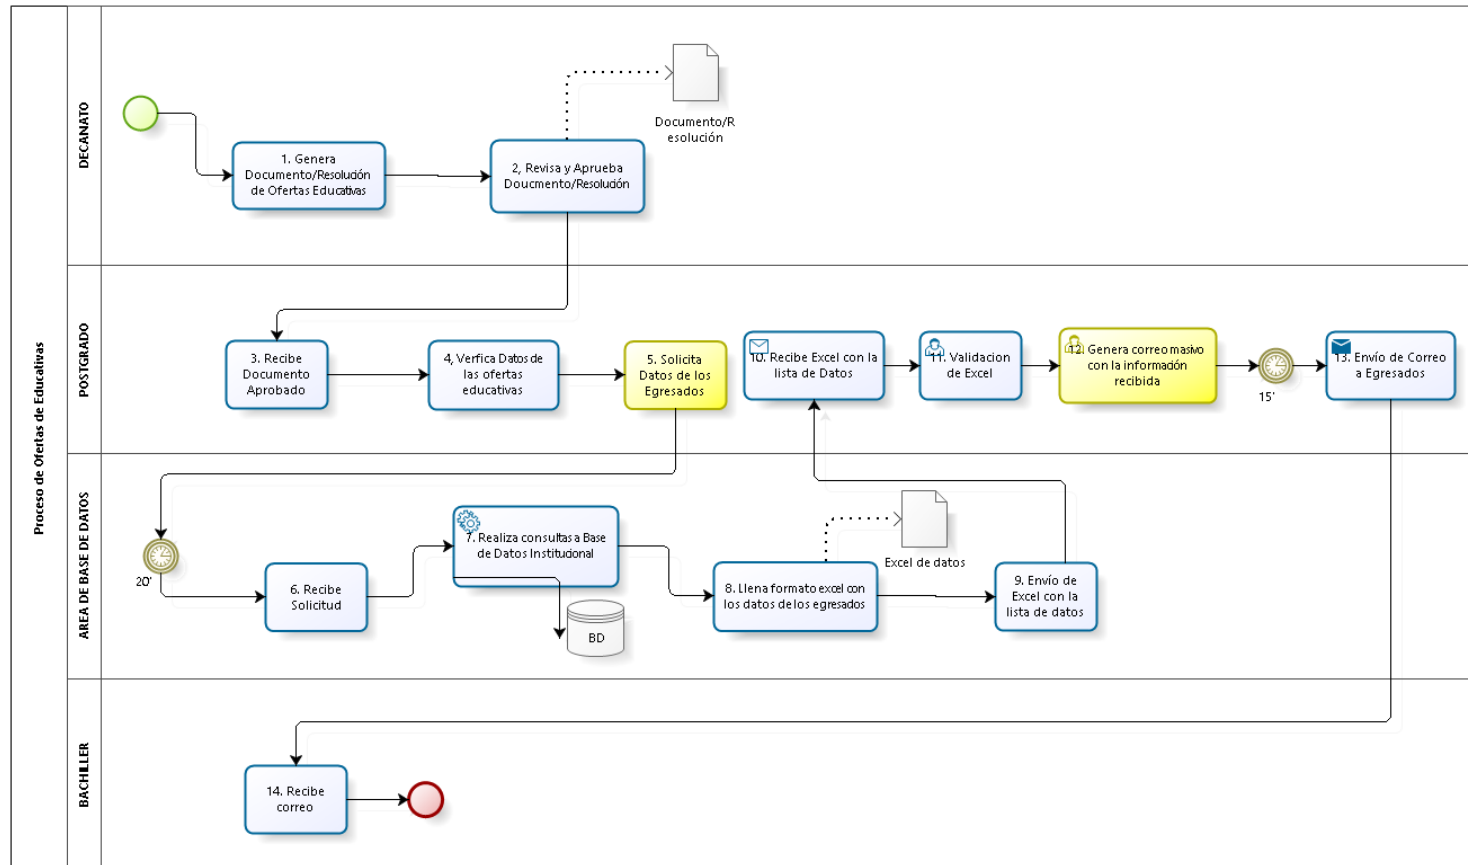 Proceso de Ofertas de Educativas
DECANATO
1. Genera
Documento/Resolución
de Ofertas Educativas
2, Revisa y Aprueba
Doucmento/Resolución
Documento/R
esolución
POSTGRADO
3. Recibe
Documento
Aprobado
4, Verfica Datos de
las ofertas
educativas
5. Solicita
Datos de los
Egresados
10. Recibe Excel con la
lista de Datos
11. Validacion
de Excel
12. Genera correo masivo
con la información
recibida
15'
13. Envío de Correo
a Egresados
AREA DE BASE DE DATOS
20'
6. Recibe
Solicitud
7. Realiza consultas a Base
de Datos Institucional
BD
8. Llena formato excel con
los datos de los egresados
Excel de datos
9. Envío de
Excel con la
lista de datos
BACHILLER
14. Recibe
correo